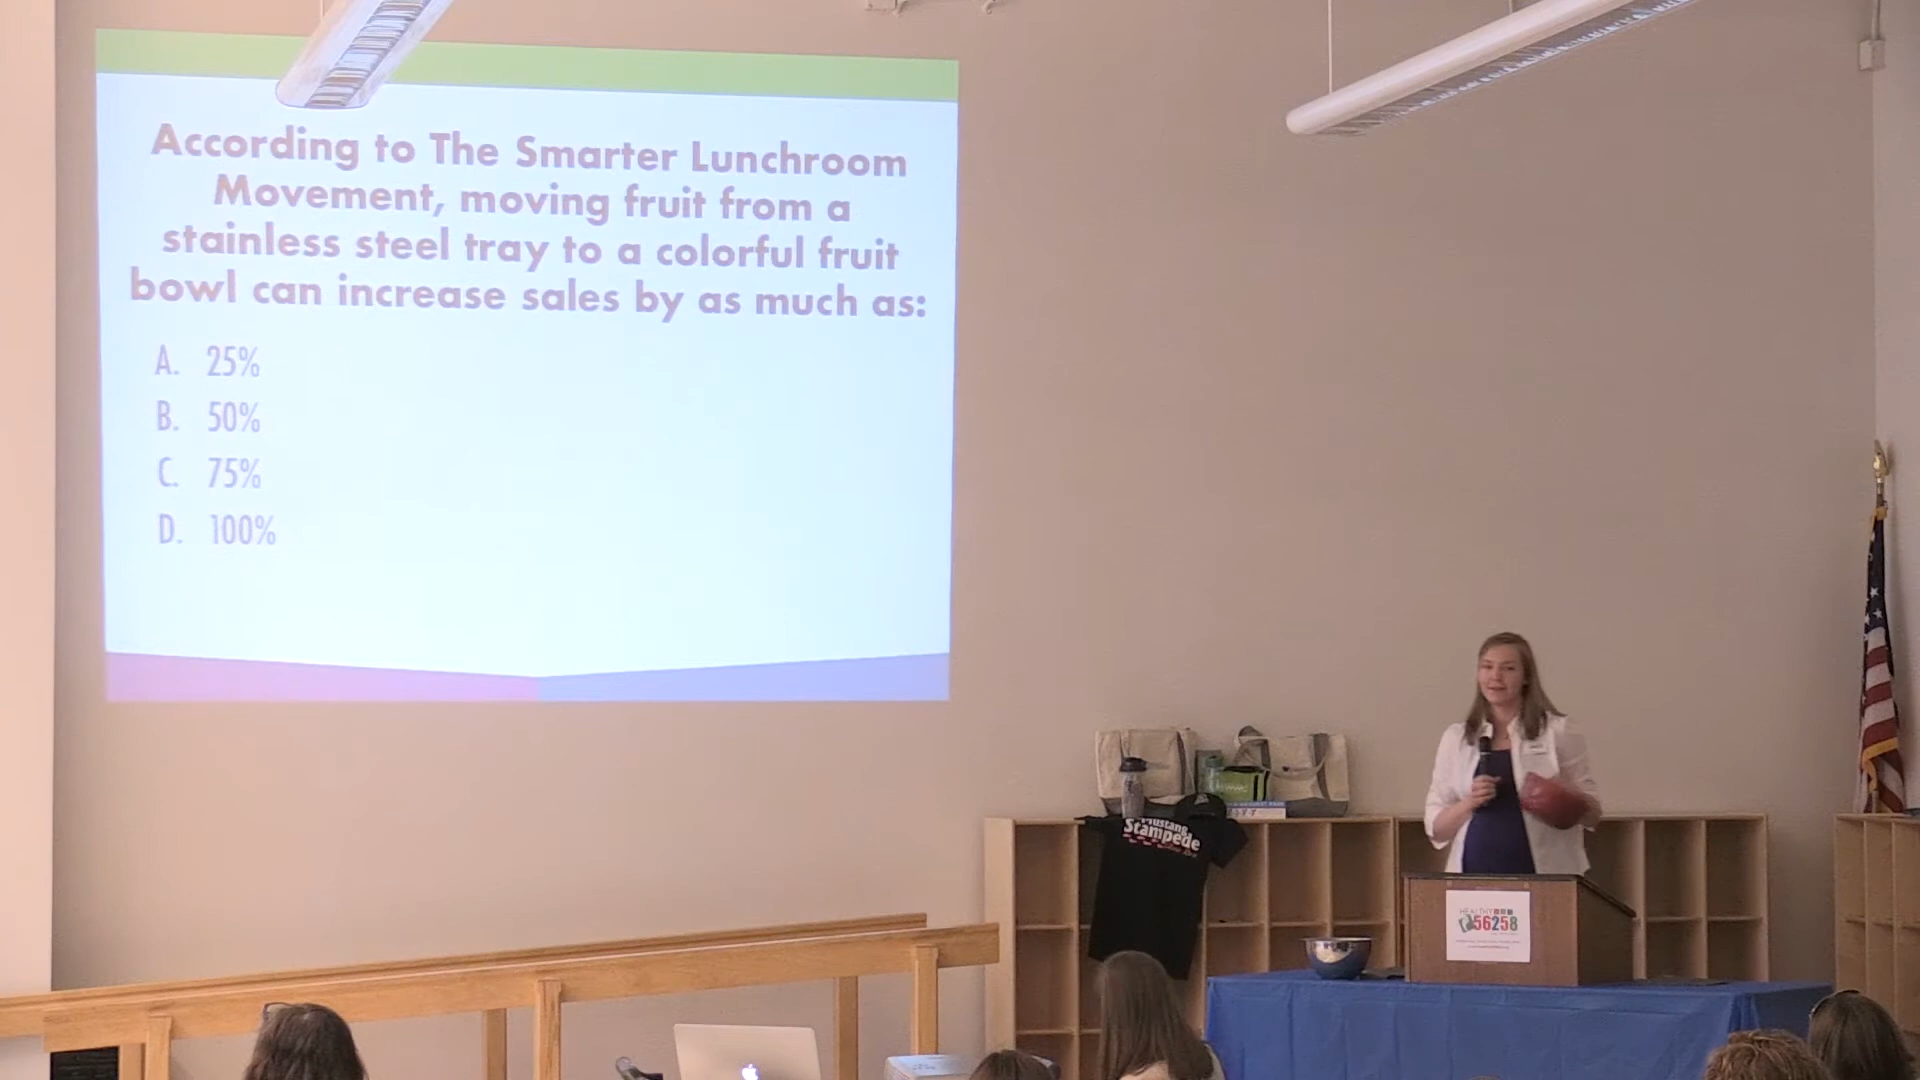 According to The Smarter Lunchroom
Movement, moving fruit from a
stainless steel tray to a colorful fruit
bowl can increase sales by as much as:
A. 25%
B. 50%
C. 75%
D. 100%
Mustang
Stampede
HEALTHY
56258